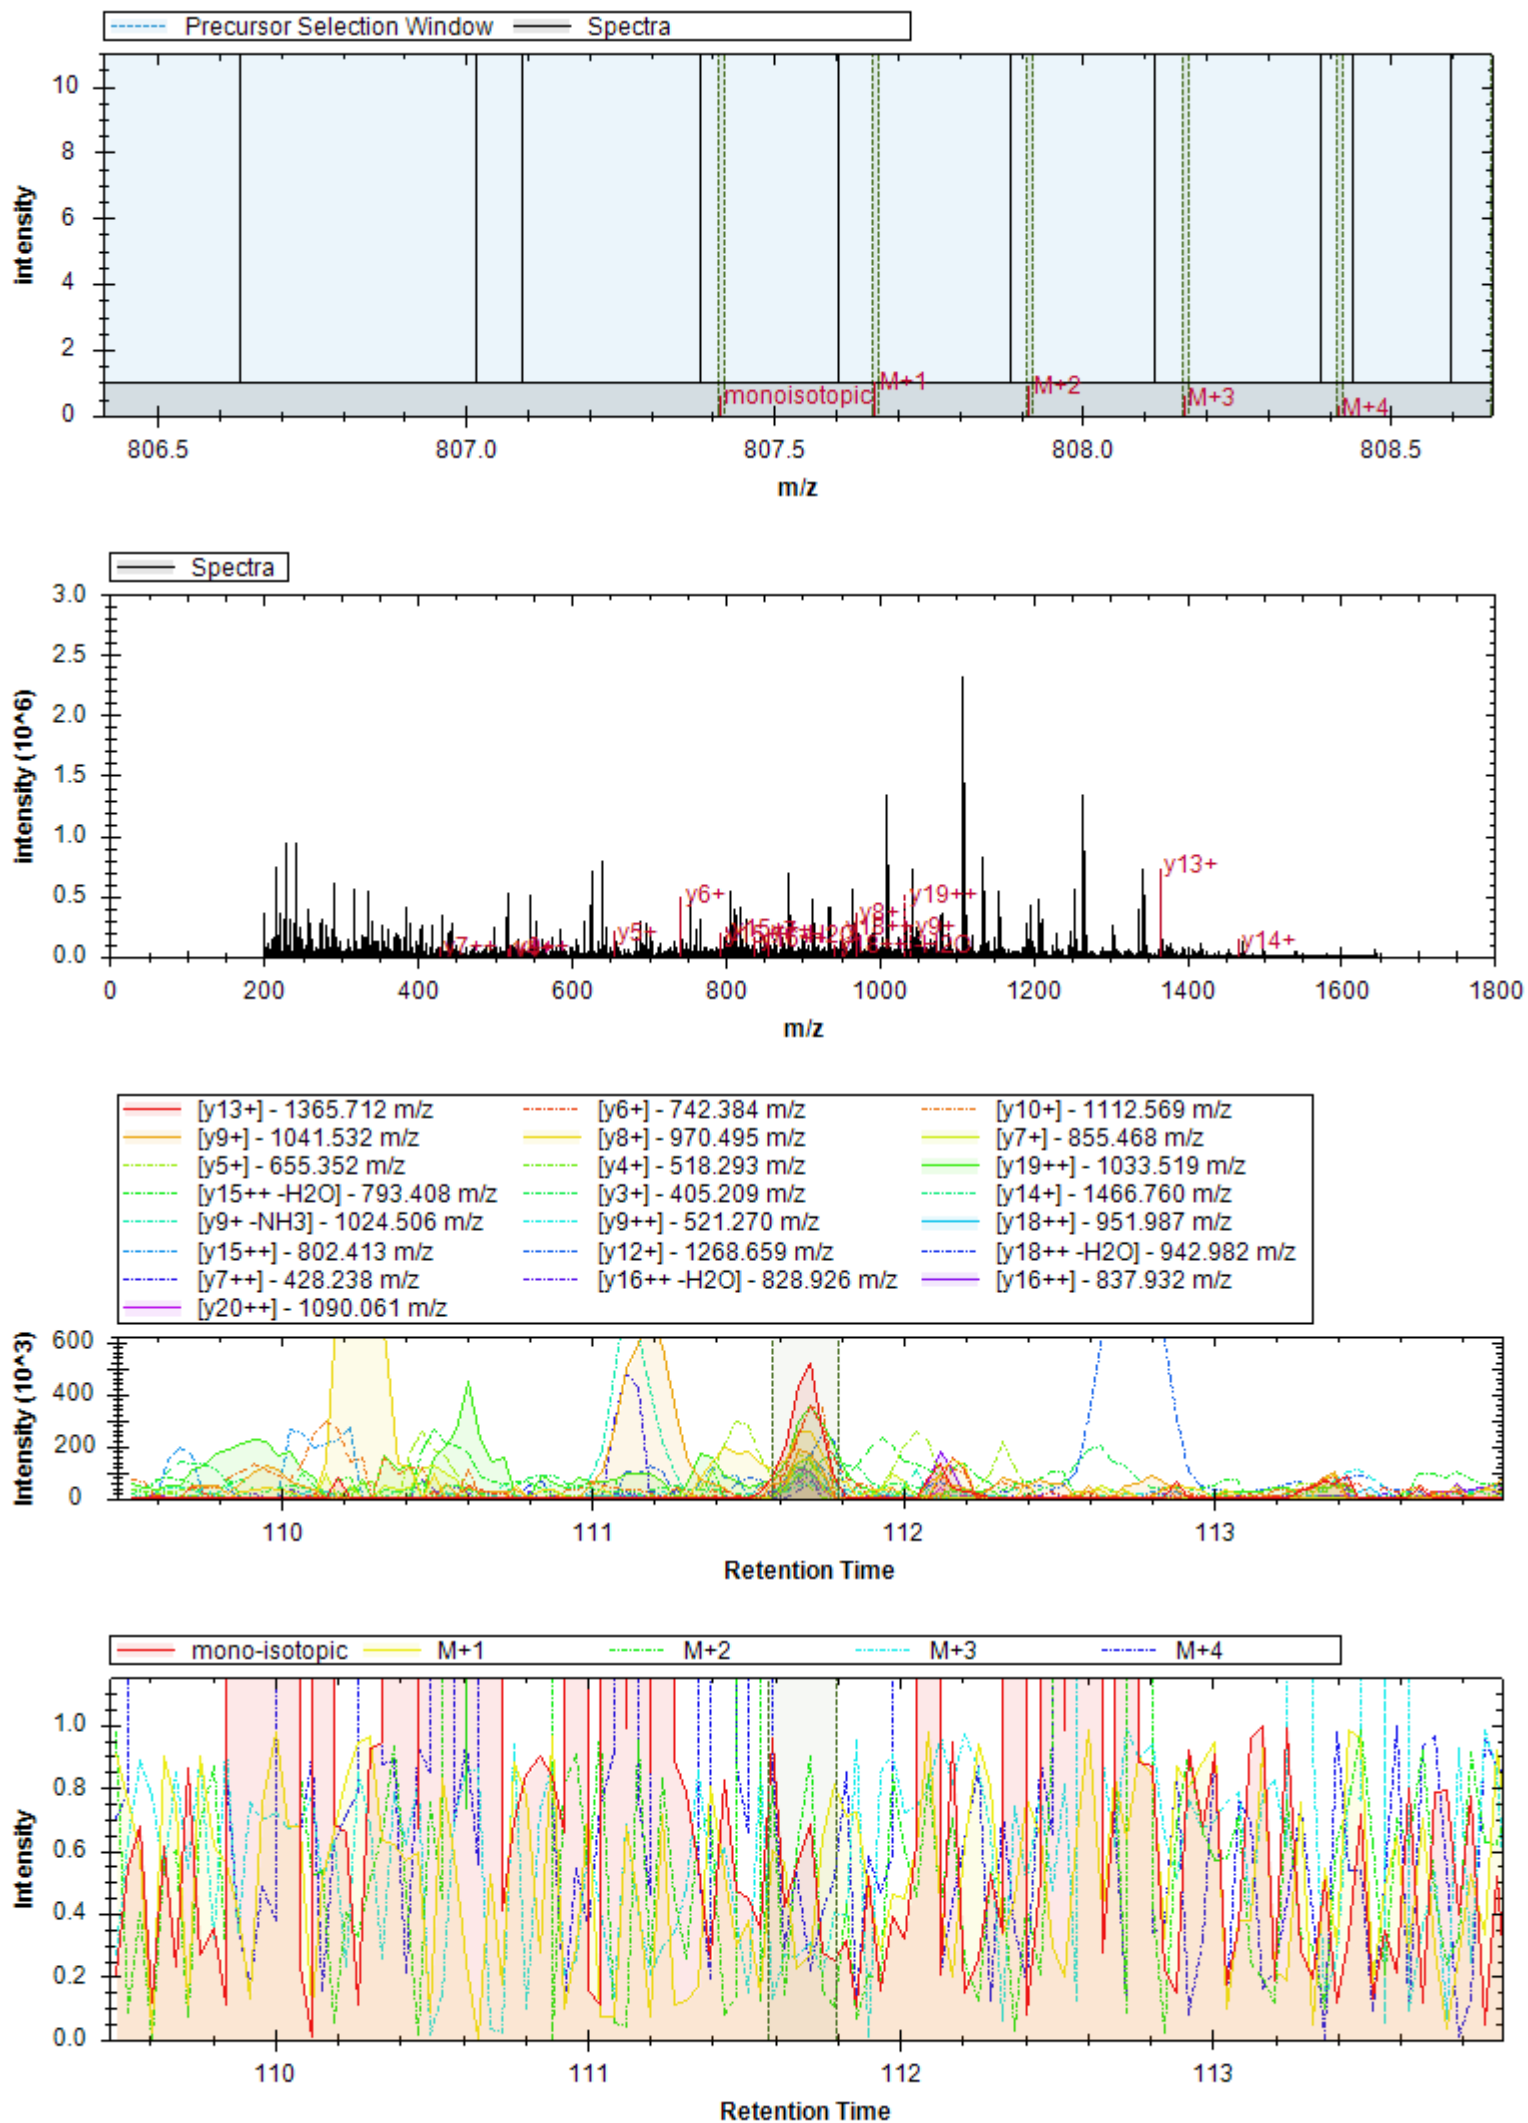 Precursor Selection Window Spectra
intensity
10
8
6
4
2
0
monoisotopic M+1 M+2 M+3 M+4
806.5 807.0 807.5 808.0 808.5
m/z
Spectra
intensity (10^6)
3.0
2.5
2.0
1.5
1.0
0.5
0.0
y13+
y6+ y19++
y8+
y5+ y9+ y14+
y7++
0 200 400 600 800 1000 1200 1400 1600 1800
m/z
[y13+] - 1365.712 m/z [y6+] - 742.384 m/z [y10+] - 1112.569 m/z
[y9+] - 1041.532 m/z [y8+] - 970.495 m/z [y7+] - 855.468 m/z
[y5+] - 655.352 m/z [y4+] - 518.293 m/z [y19++] - 1033.519 m/z
[y15++ -H2O] - 793.408 m/z [y3+] - 405.209 m/z [y14+] - 1466.760 m/z
[y9+ -NH3] - 1024.506 m/z [y9++] - 521.270 m/z [y18++] - 951.987 m/z
[y15++] - 802.413 m/z [y12+] - 1268.659 m/z [y18++ -H2O] - 942.982 m/z
[y7++] - 428.238 m/z [y16++ -H2O] - 828.926 m/z [y16++] - 837.932 m/z
[y20++] - 1090.061 m/z
Intensity (10^3)
600
400
200
0
110 111 112 113
Retention Time
mono-isotopic M+1 M+2 M+3 M+4
Intensity
1.0
0.8
0.6
0.4
0.2
0.0
110 111 112 113
Retention Time